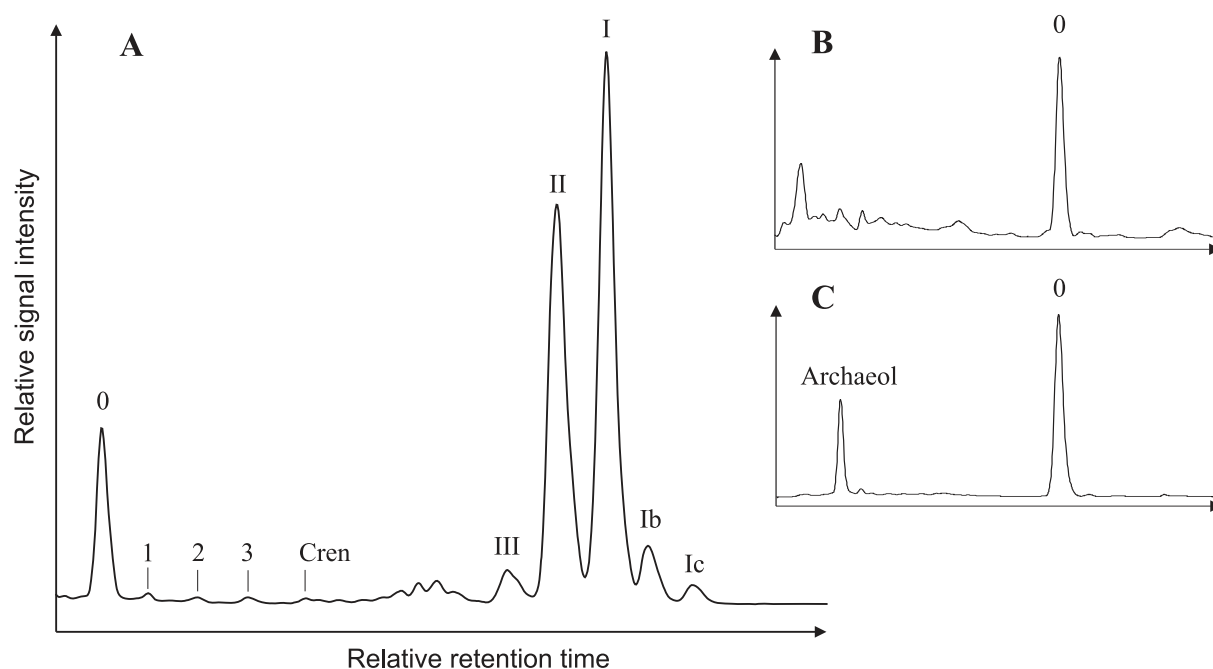 A
I
II
0
1
2
3
Cren
III
Ib
Ic
Relative signal intensity
Relative retention time
B
0
C
0
Archaeol